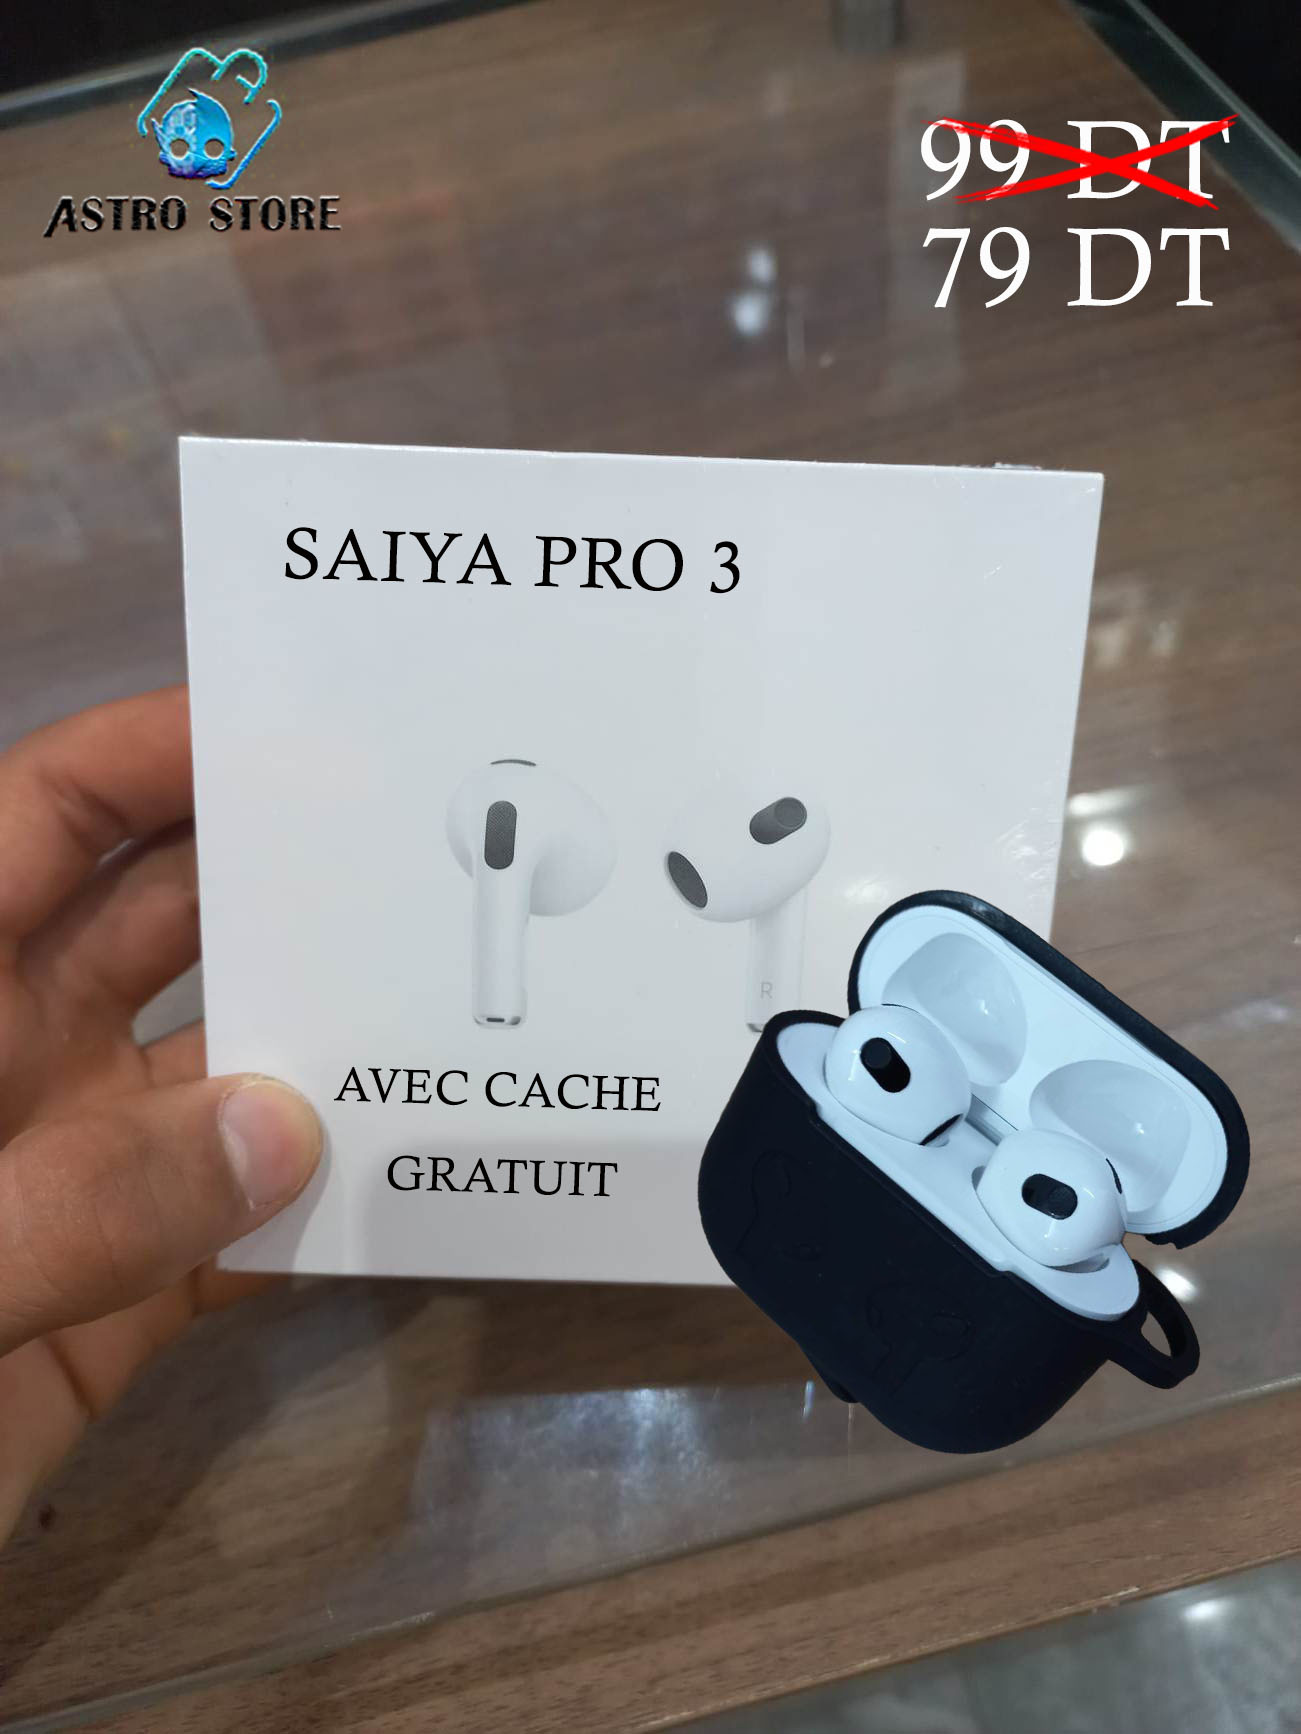 ASTRO STORE
99 DT
79 DT
SAIYA PRO 3
R
AVEC CACHE
GRATUIT